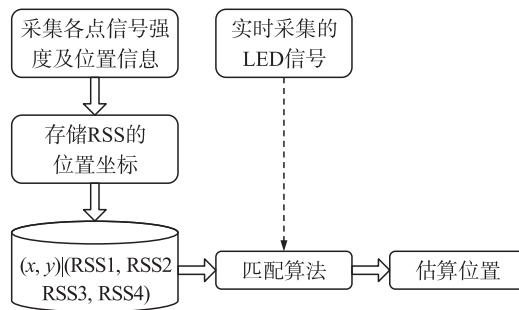 采集各点信号强
度及位置信息
实时采集的
LED信号
存储RSS的
位置坐标
(x, y)|(RSS1, RSS2
RSS3, RSS4)
匹配算法
估算位置